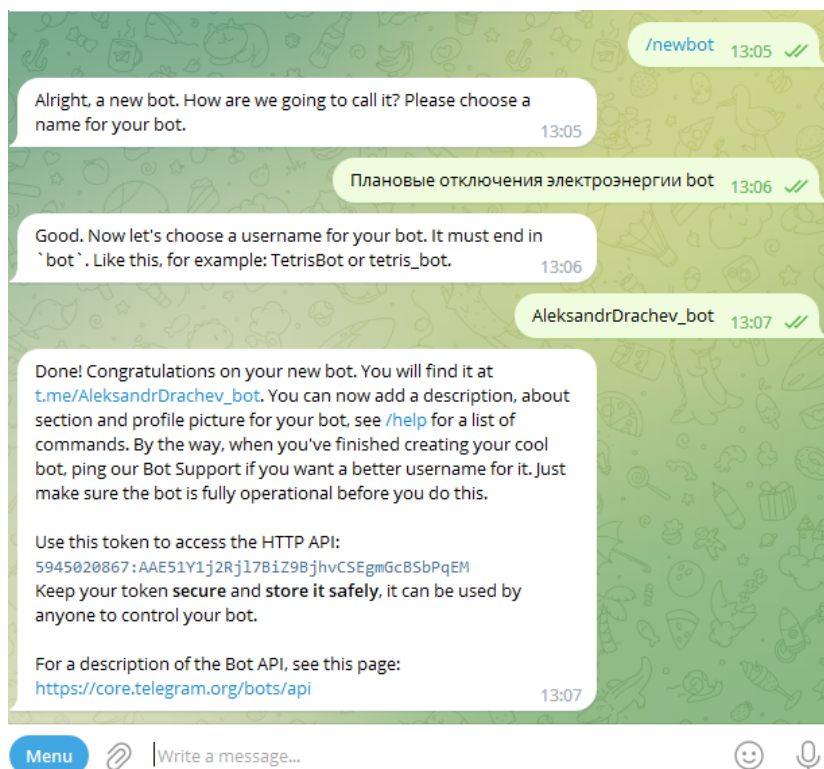 /newbot 13:05
Alright, a new bot. How are we going to call it? Please choose a
name for your bot.
13:05
Плановые отключения электроэнергии bot 13:06
Good. Now let's choose a username for your bot. It must end in
`bot`. Like this, for example: TetrisBot or tetris_bot.
13:06
AleksandrDrachev_bot 13:07
Done! Congratulations on your new bot. You will find it at
t.me/AleksandrDrachev_bot. You can now add a description, about
section and profile picture for your bot, see /help for a list of
commands. By the way, when you've finished creating your cool
bot, ping our Bot Support if you want a better username for it. Just
make sure the bot is fully operational before you do this.
Use this token to access the HTTP API:
5945020867:AAE51Y1j2Rjl7BiZ9BjhvCSEgmGcBSbPqEM
Keep your token secure and store it safely, it can be used by
anyone to control your bot.
For a description of the Bot API, see this page:
https://core.telegram.org/bots/api
13:07
Menu
Write a message...